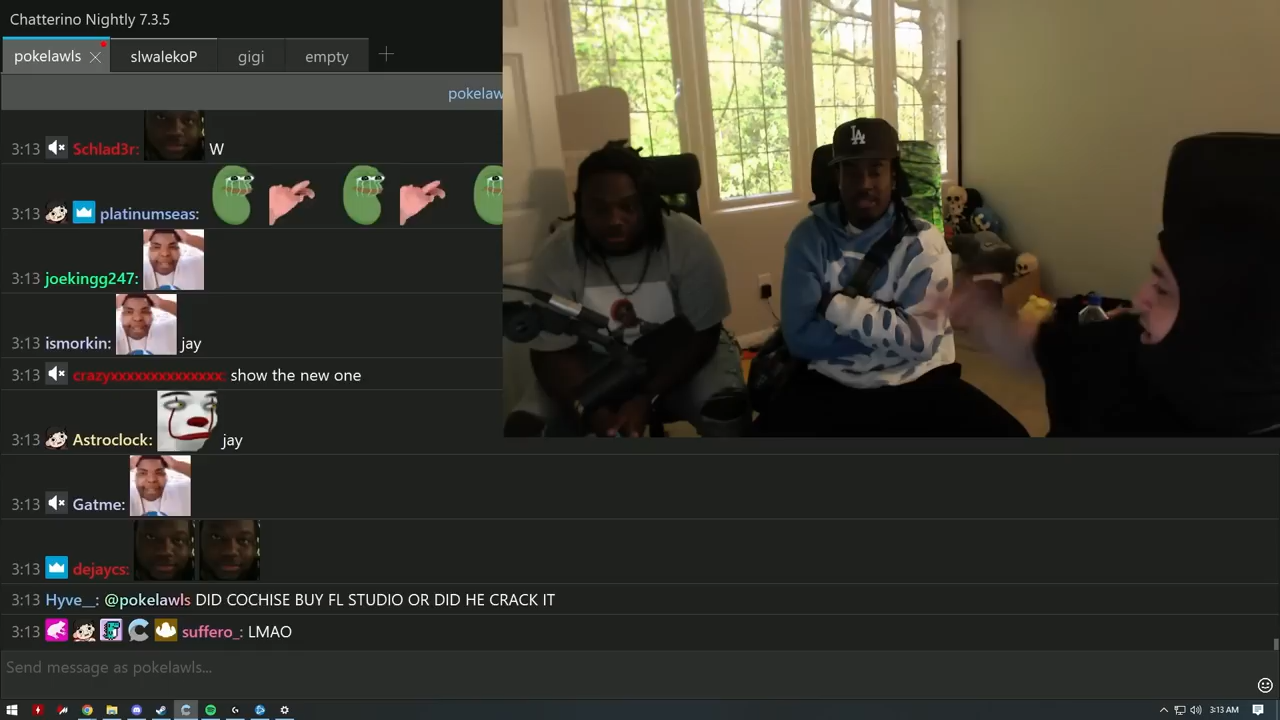 Chatterino Nightly 7.3.5
pokelawls slwalekoP gigi empty
pokelaw
3:13 Schlad3r: W
3:13 platinumseas:
3:13 joekingg247:
3:13 ismorkin: jay
3:13 crazyxxxxxxxxxxxxxx: show the new one
3:13 Astroclock: jay
3:13 Gatme:
3:13 dejaycs:
3:13 Hyve__: @pokelawls DID COCHISE BUY FL STUDIO OR DID HE CRACK IT
3:13 suffero_: LMAO
Send message as pokelawls...
3:13 AM
LA